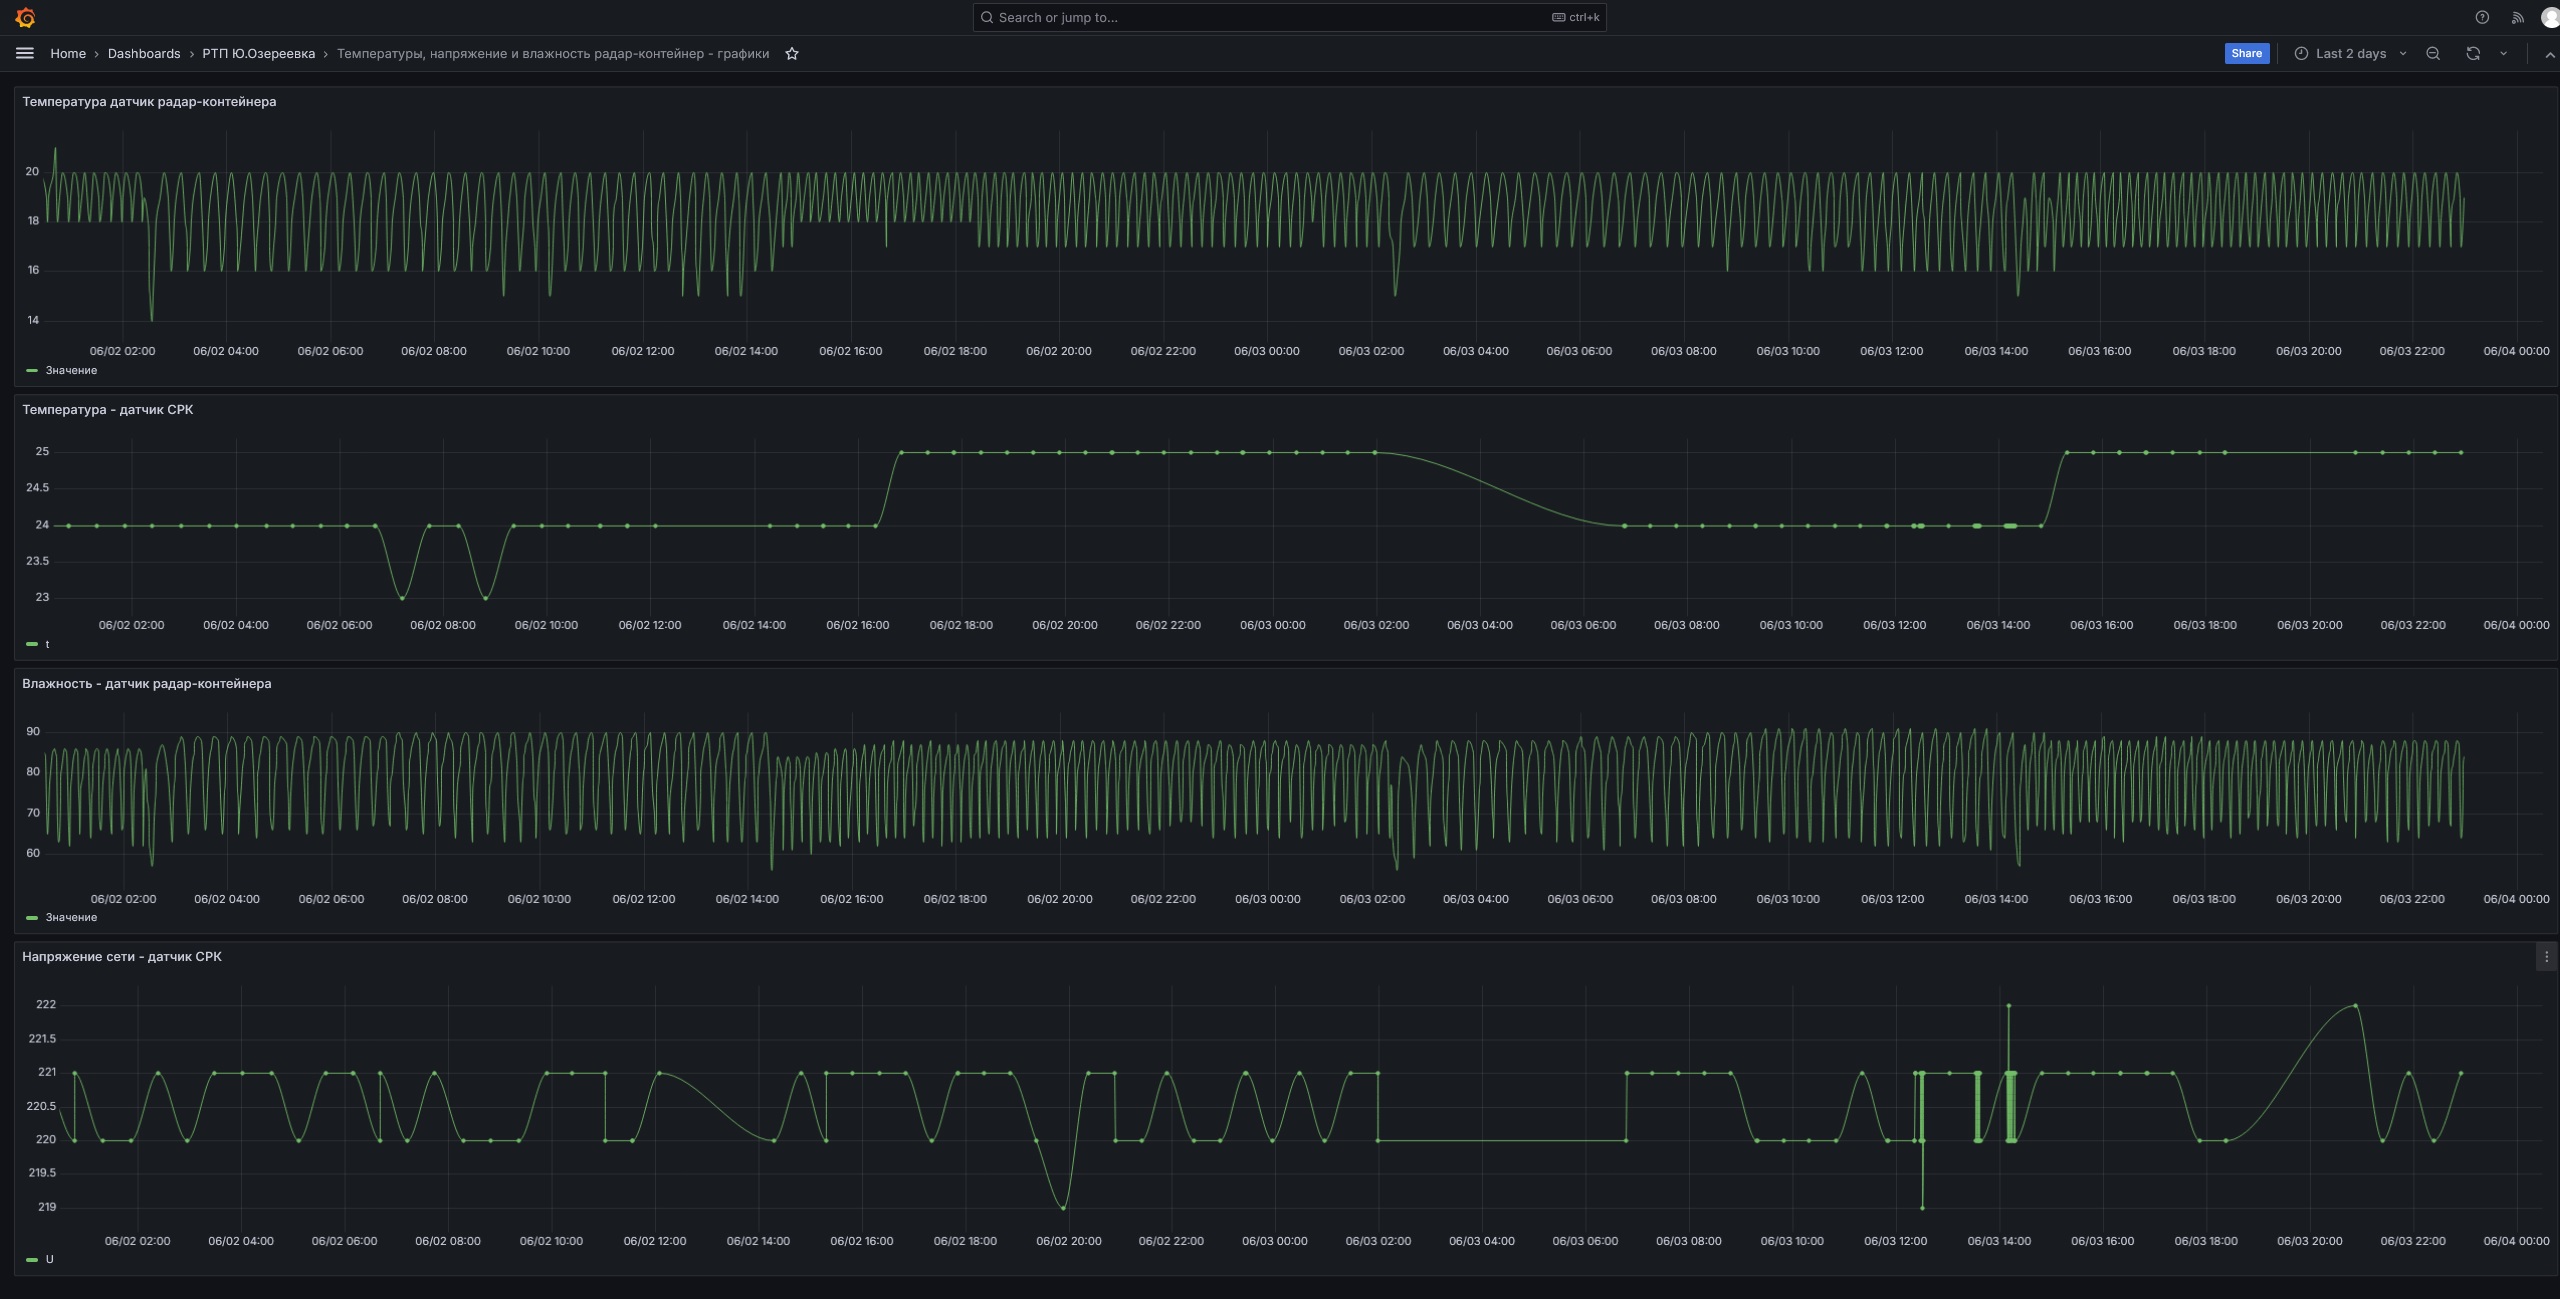 Search or jump to... ctrl+k
Home › Dashboards › РТП Ю.Озереевка › Температуры, напряжение и влажность радар-контейнер - графики Share Last 2 days
Температура датчик радар-контейнера
20
18
16
14
06/02 02:00 06/02 04:00 06/02 06:00 06/02 08:00 06/02 10:00 06/02 12:00 06/02 14:00 06/02 16:00 06/02 18:00 06/02 20:00 06/02 22:00 06/03 00:00 06/03 02:00 06/03 04:00 06/03 06:00 06/03 08:00 06/03 10:00 06/03 12:00 06/03 14:00 06/03 16:00 06/03 18:00 06/03 20:00 06/03 22:00 06/04 00:00
Значение
Температура - датчик СРК
25
24.5
24
23.5
23
06/02 02:00 06/02 04:00 06/02 06:00 06/02 08:00 06/02 10:00 06/02 12:00 06/02 14:00 06/02 16:00 06/02 18:00 06/02 20:00 06/02 22:00 06/03 00:00 06/03 02:00 06/03 04:00 06/03 06:00 06/03 08:00 06/03 10:00 06/03 12:00 06/03 14:00 06/03 16:00 06/03 18:00 06/03 20:00 06/03 22:00 06/04 00:00
t
Влажность - датчик радар-контейнера
90
80
70
60
06/02 02:00 06/02 04:00 06/02 06:00 06/02 08:00 06/02 10:00 06/02 12:00 06/02 14:00 06/02 16:00 06/02 18:00 06/02 20:00 06/02 22:00 06/03 00:00 06/03 02:00 06/03 04:00 06/03 06:00 06/03 08:00 06/03 10:00 06/03 12:00 06/03 14:00 06/03 16:00 06/03 18:00 06/03 20:00 06/03 22:00 06/04 00:00
Значение
Напряжение сети - датчик СРК
222
221.5
221
220.5
220
219.5
219
06/02 02:00 06/02 04:00 06/02 06:00 06/02 08:00 06/02 10:00 06/02 12:00 06/02 14:00 06/02 16:00 06/02 18:00 06/02 20:00 06/02 22:00 06/03 00:00 06/03 02:00 06/03 04:00 06/03 06:00 06/03 08:00 06/03 10:00 06/03 12:00 06/03 14:00 06/03 16:00 06/03 18:00 06/03 20:00 06/03 22:00 06/04 00:00
U